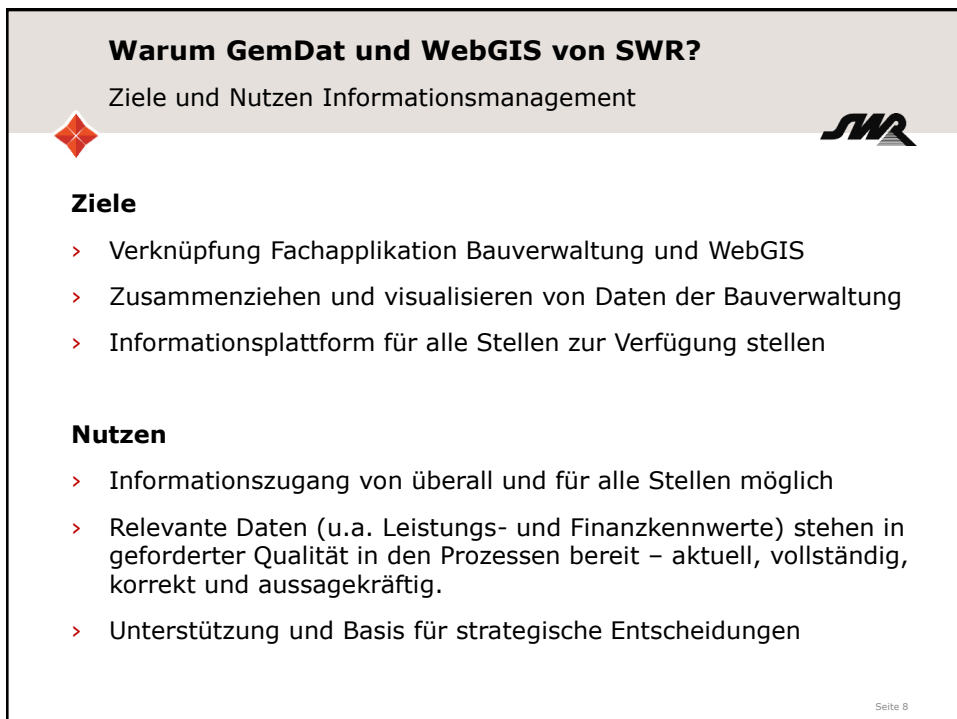 Warum GemDat und WebGIS von SWR?
Ziele und Nutzen Informationsmanagement
SWR
Ziele
› Verknüpfung Fachapplikation Bauverwaltung und WebGIS
› Zusammenziehen und visualisieren von Daten der Bauverwaltung
› Informationsplattform für alle Stellen zur Verfügung stellen
Nutzen
› Informationszugang von überall und für alle Stellen möglich
› Relevante Daten (u.a. Leistungs- und Finanzkennwerte) stehen in
geforderter Qualität in den Prozessen bereit – aktuell, vollständig,
korrekt und aussagekräftig.
› Unterstützung und Basis für strategische Entscheidungen
Seite 8